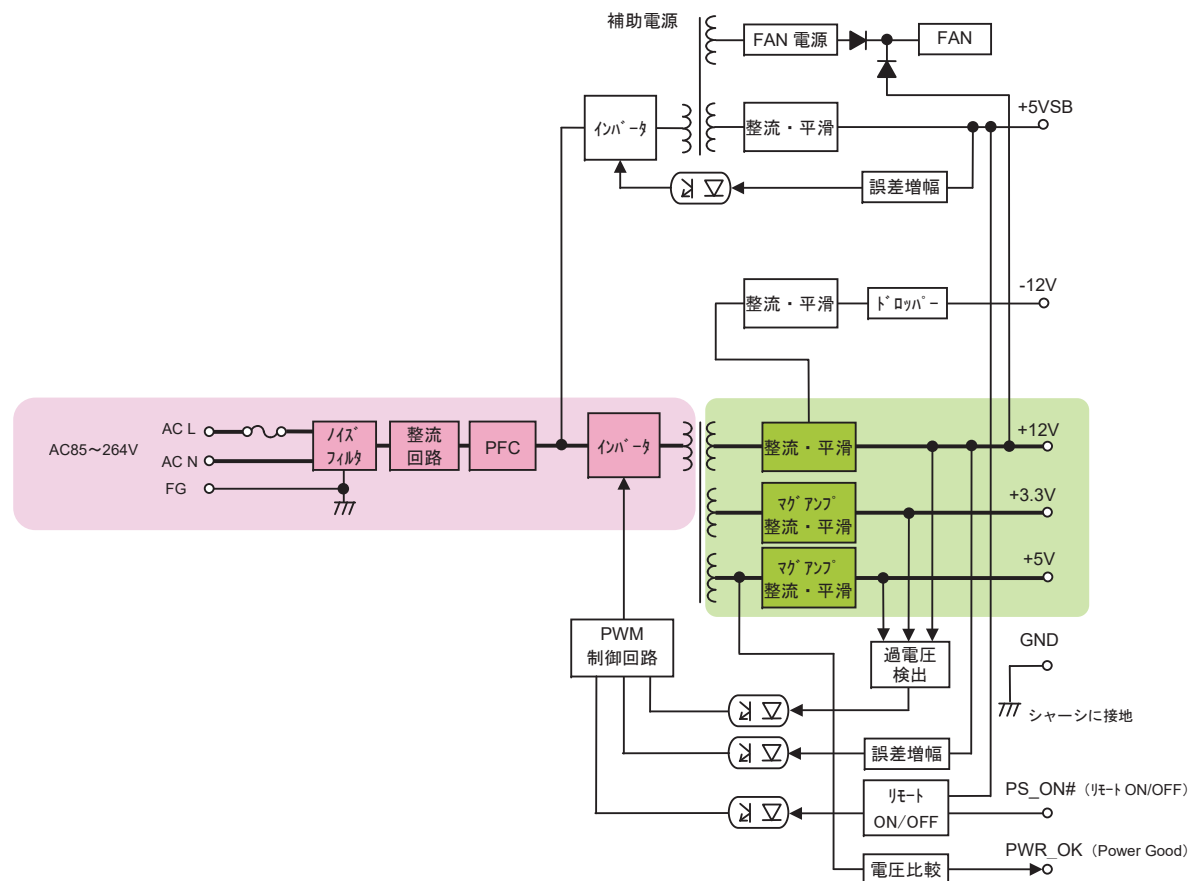 補助電源
FAN 電源
FAN
+5VSB
ｲﾝﾊﾞｰﾀ
整流・平滑
誤差増幅
-12V
整流・平滑
ﾄﾞﾛｯﾊﾟｰ
AC85～264V
AC L
AC N
FG
ﾉｲｽﾞ
ﾌｨﾙﾀ
整流
回路
PFC
ｲﾝﾊﾞｰﾀ
整流・平滑
+12V
ﾏｸﾞｱﾝﾌﾟ
整流・平滑
+3.3V
ﾏｸﾞｱﾝﾌﾟ
整流・平滑
+5V
PWM
制御回路
過電圧
検出
GND
シャーシに接地
誤差増幅
ﾘﾓｰﾄ
ON/OFF
PS_ON#（ﾘﾓｰﾄ ON/OFF）
電圧比較
PWR_OK（Power Good）